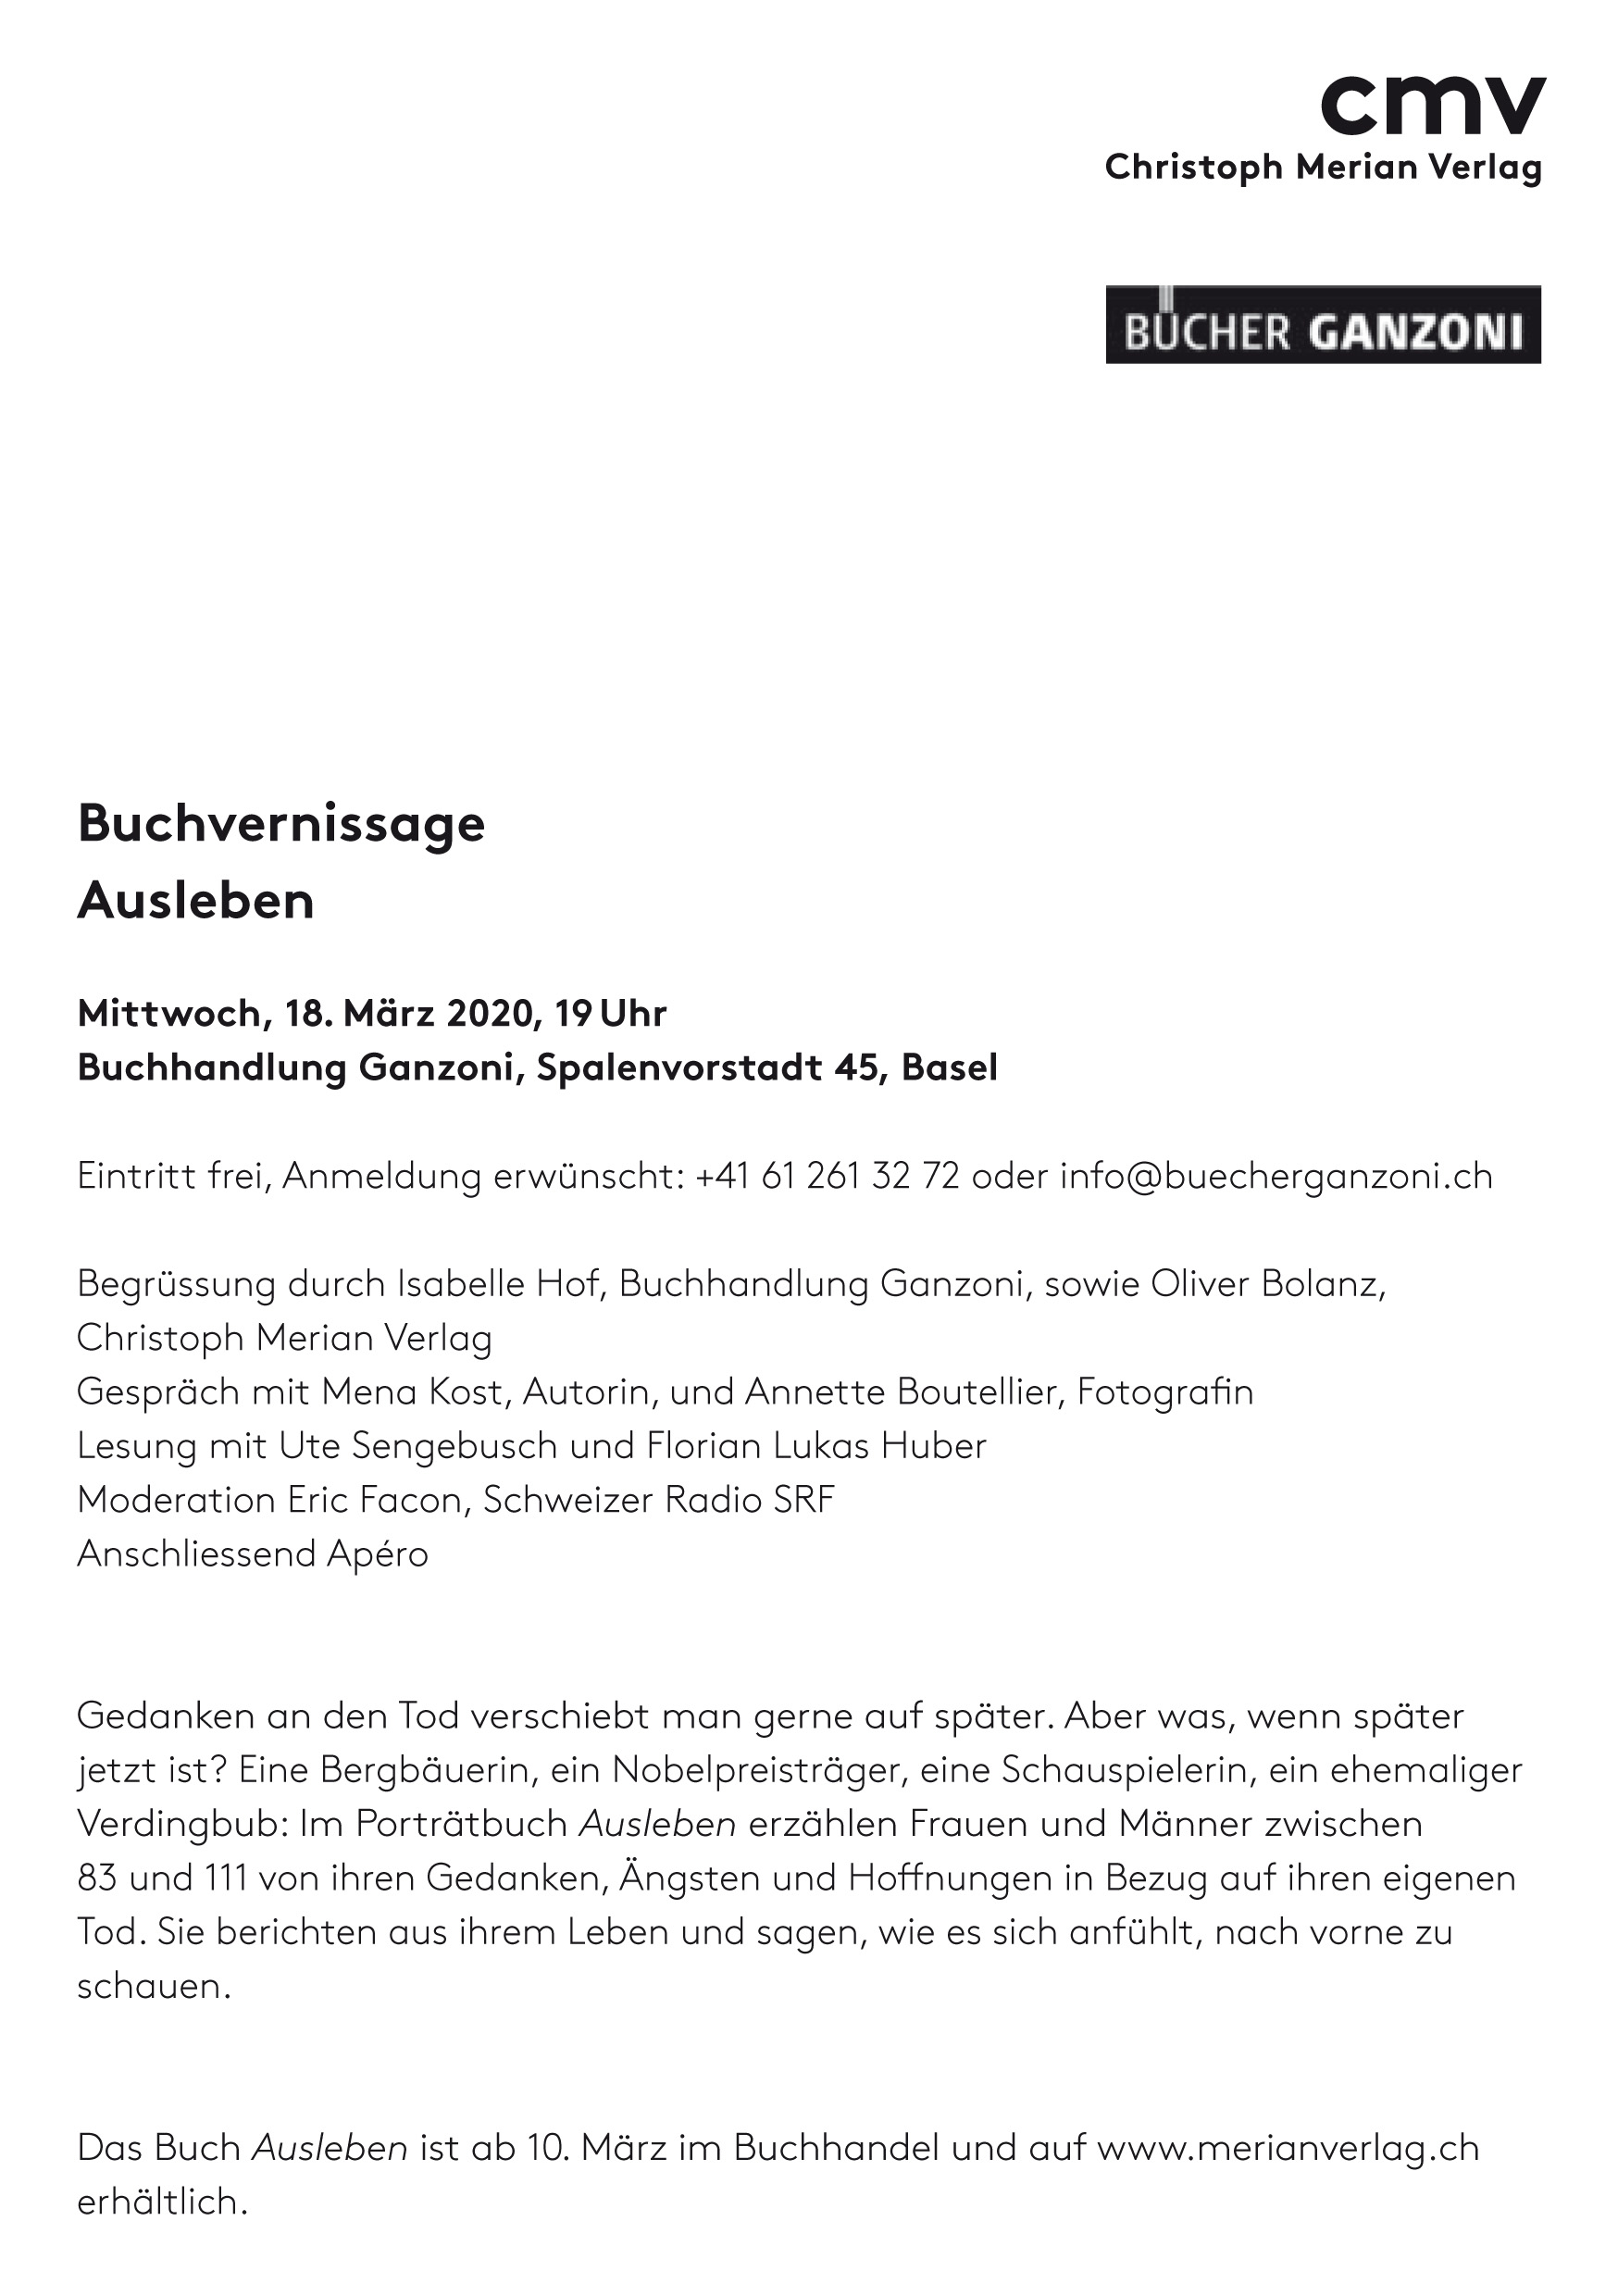 cmv
Christoph Merian Verlag
BÜCHER GANZONI
Buchvernissage
Ausleben
Mittwoch, 18. März 2020, 19 Uhr
Buchhandlung Ganzoni, Spalenvorstadt 45, Basel
Eintritt frei, Anmeldung erwünscht: +41 61 261 32 72 oder info@buecherganzoni.ch
Begrüssung durch Isabelle Hof, Buchhandlung Ganzoni, sowie Oliver Bolanz,
Christoph Merian Verlag
Gespräch mit Mena Kost, Autorin, und Annette Boutellier, Fotografin
Lesung mit Ute Sengebusch und Florian Lukas Huber
Moderation Eric Facon, Schweizer Radio SRF
Anschliessend Apéro
Gedanken an den Tod verschiebt man gerne auf später. Aber was, wenn später
jetzt ist? Eine Bergbäuerin, ein Nobelpreisträger, eine Schauspielerin, ein ehemaliger
Verdingbub: Im Porträtbuch Ausleben erzählen Frauen und Männer zwischen
83 und 111 von ihren Gedanken, Ängsten und Hoffnungen in Bezug auf ihren eigenen
Tod. Sie berichten aus ihrem Leben und sagen, wie es sich anfühlt, nach vorne zu
schauen.
Das Buch Ausleben ist ab 10. März im Buchhandel und auf www.merianverlag.ch
erhältlich.